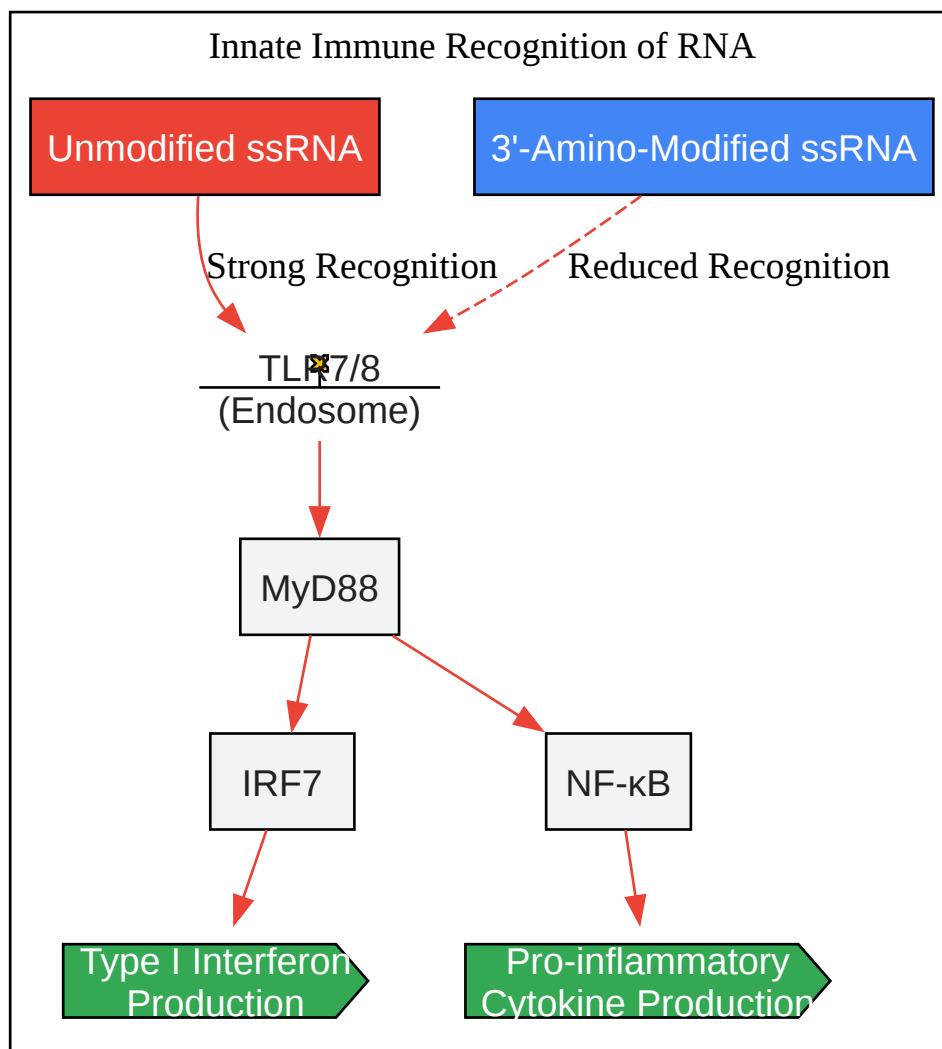 Innate Immune Recognition of RNA
Unmodified ssRNA
3'-Amino-Modified ssRNA
Strong Recognition
Reduced Recognition
TLR7/8
(Endosome)
MyD88
IRF7
NF-κB
Type I Interferon
Production
Pro-inflammatory
Cytokine Production